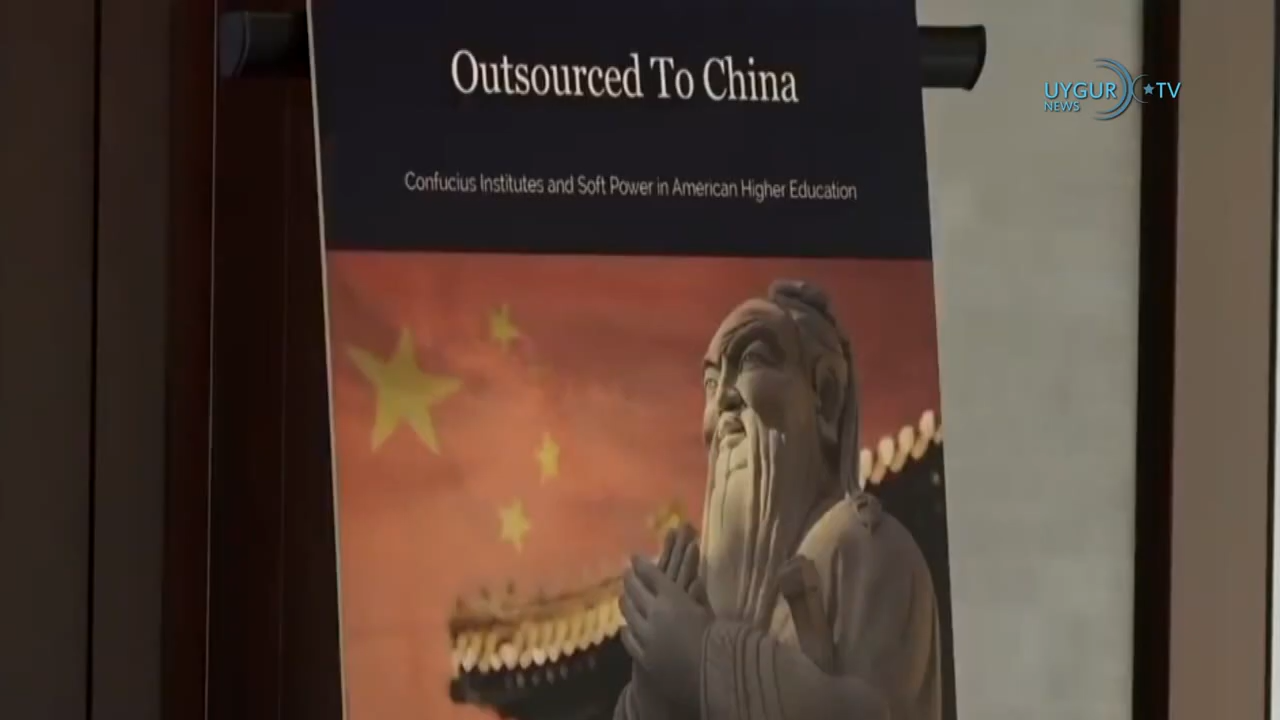 Outsourced To China
UYGUR TV
NEWS
Confucius Institutes and Soft Power in American Higher Education